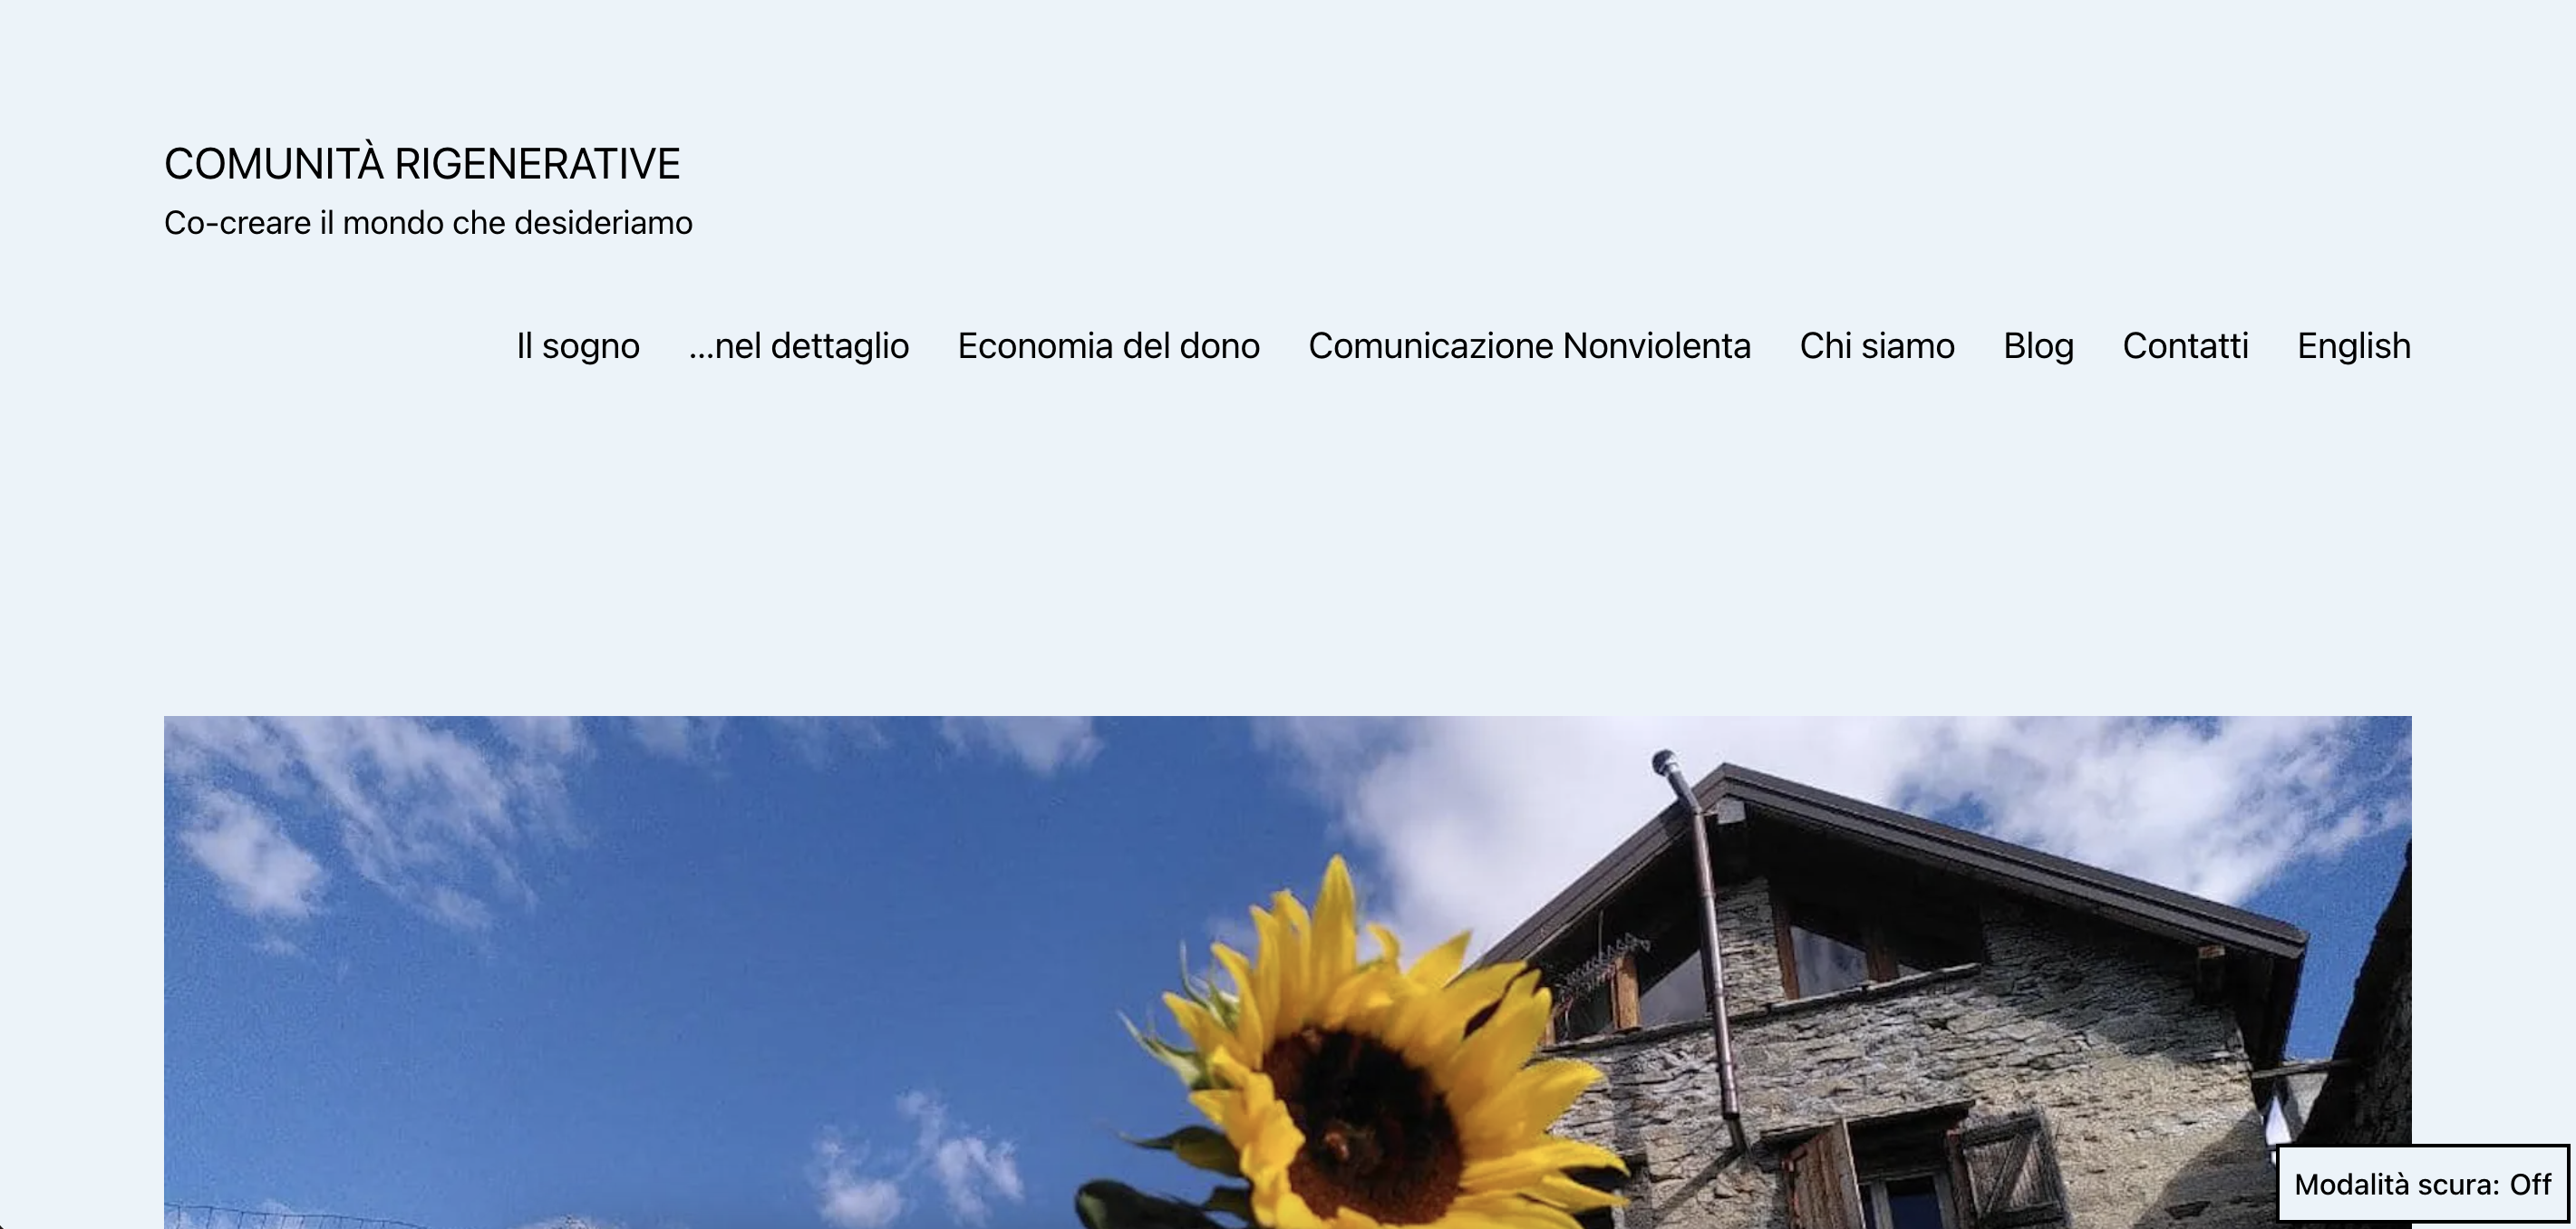 COMUNITÀ RIGENERATIVE
Co-creare il mondo che desideriamo
Il sogno ...nel dettaglio Economia del dono Comunicazione Nonviolenta Chi siamo Blog Contatti English
Modalità scura: Off